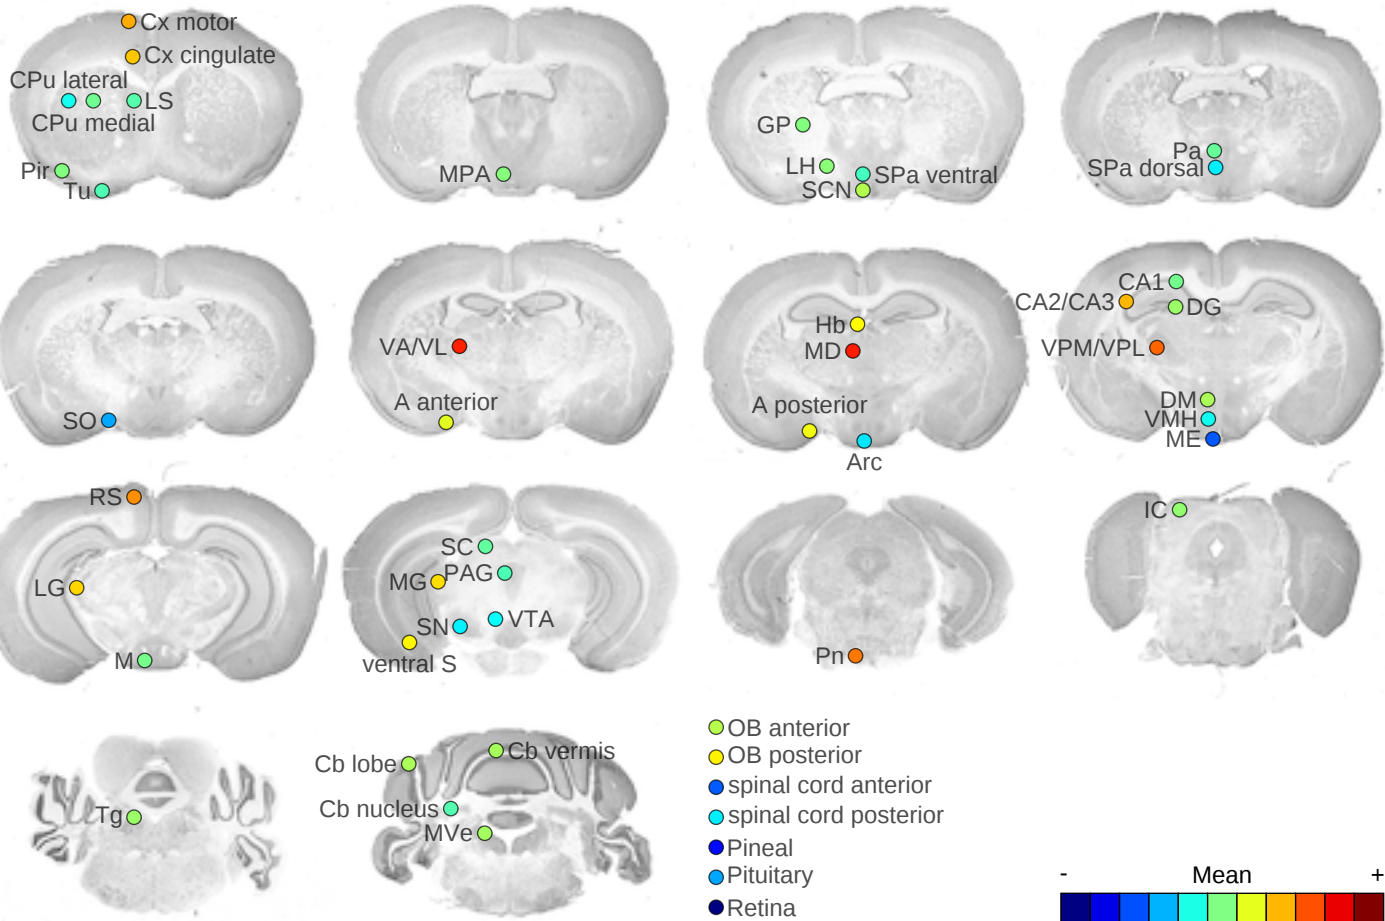 Cx motor
Cx cingulate
CPu lateral
LS
CPu medial
Pir
Tu
MPA
GP
LH
SPa ventral
SCN
Pa
SPa dorsal
SO
VA/VL
A anterior
Hb
MD
A posterior
Arc
CA1
CA2/CA3
DG
VPM/VPL
DM
VMH
ME
RS
LG
M
SC
MG
PAG
SN
VTA
ventral S
Pn
IC
Tg
Cb lobe
Cb vermis
Cb nucleus
MVe
OB anterior
OB posterior
spinal cord anterior
spinal cord posterior
Pineal
Pituitary
Retina
- Mean +